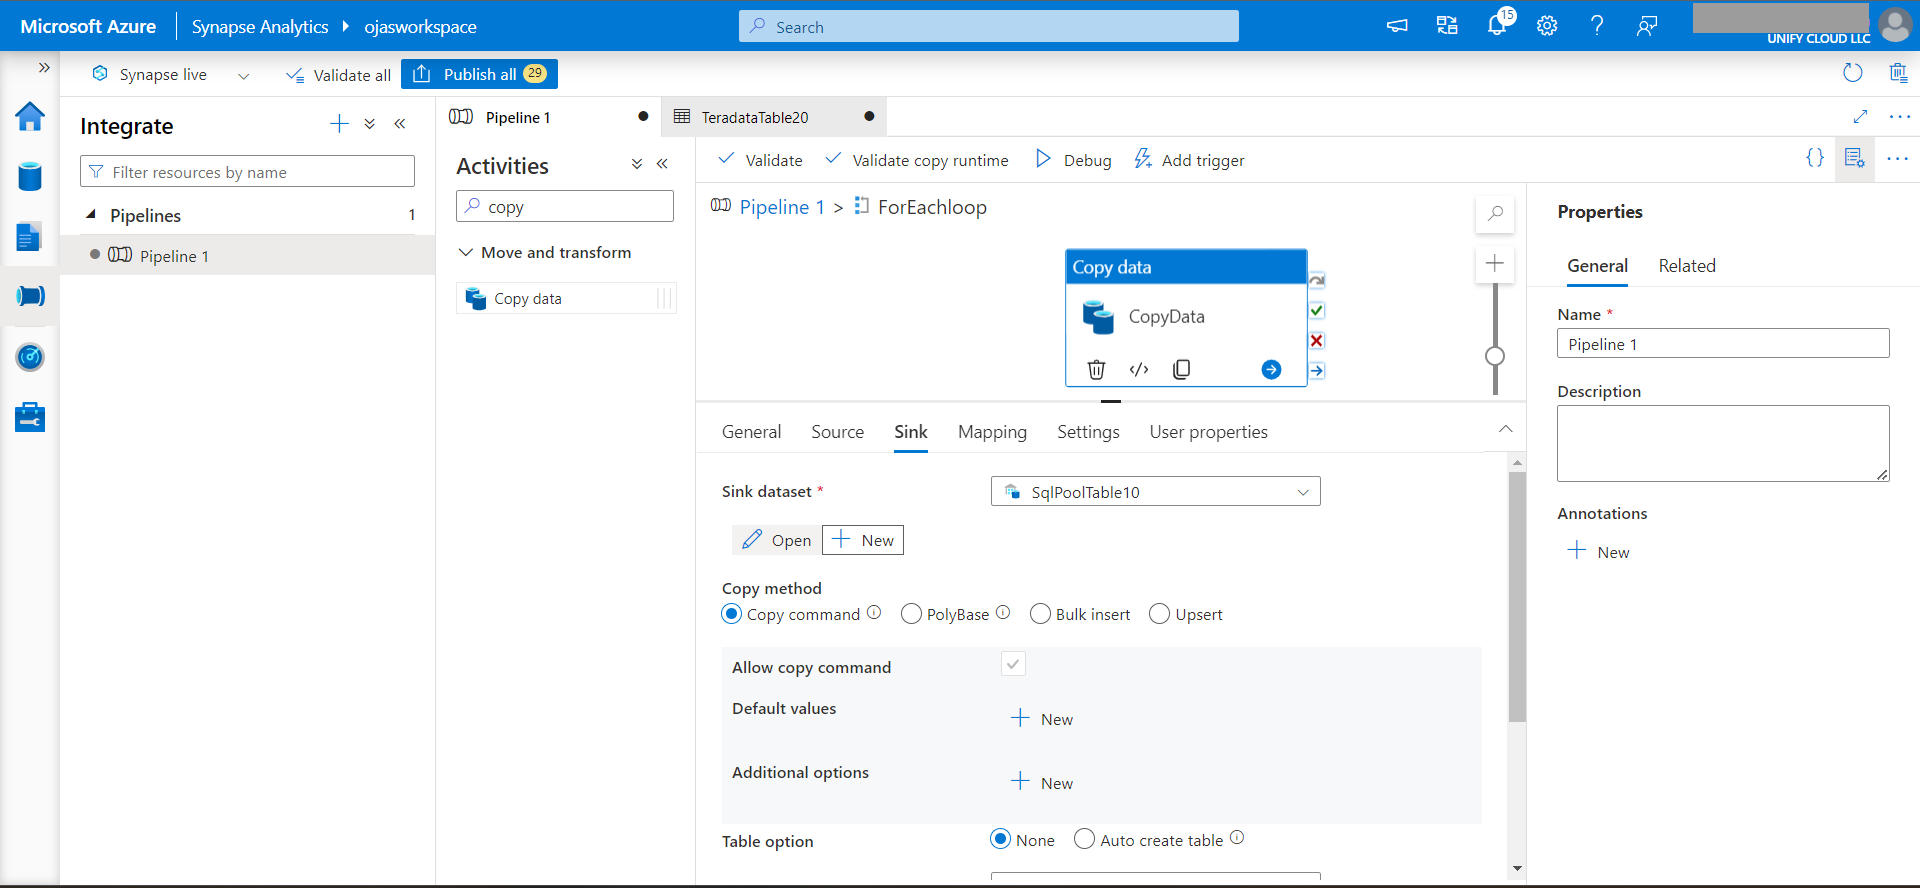 Microsoft Azure
Synapse Analytics
ojasworkspace
Search
15
UNIFY CLOUD LLC
Synapse live
Validate all
Publish all
29
Integrate
Filter resources by name
Pipelines
1
Pipeline 1
Pipeline 1
TeradataTable20
Activities
copy
Move and transform
Copy data
Validate
Validate copy runtime
Debug
Add trigger
{}
Pipeline 1 > ForEachloop
Copy data
CopyData
</>
General
Source
Sink
Mapping
Settings
User properties
Sink dataset *
SqlPoolTable10
Open
New
Copy method
Copy command
PolyBase
Bulk insert
Upsert
Allow copy command
Default values
New
Additional options
New
Table option
None
Auto create table
Properties
General
Related
Name *
Pipeline 1
Description
Annotations
New